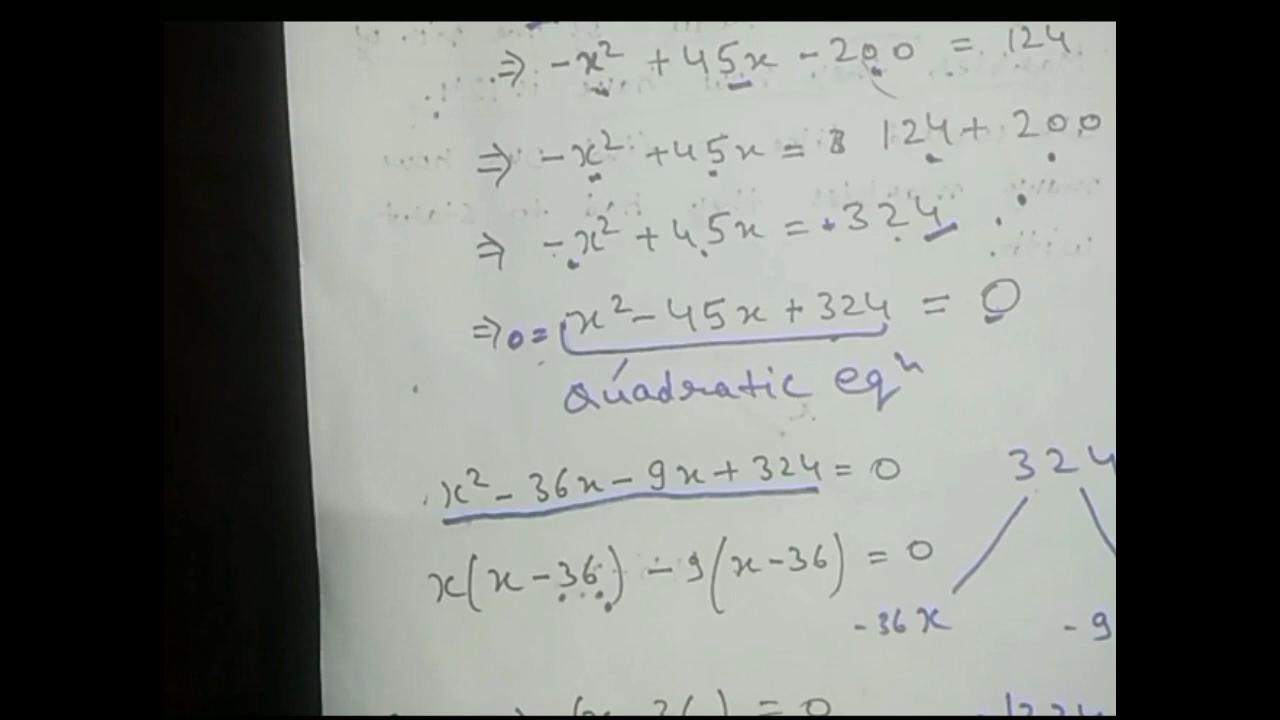 ⇒ -x² + 45x - 200 = 124
⇒ -x² + 45x = 124 + 200
⇒ -x² + 45x = 324
⇒ 0 = x² - 45x + 324 = 0
Quadratic eqⁿ
x² - 36x - 9x + 324 = 0
324
x(x - 36) - 9(x - 36) = 0
-36x
-9
= 0